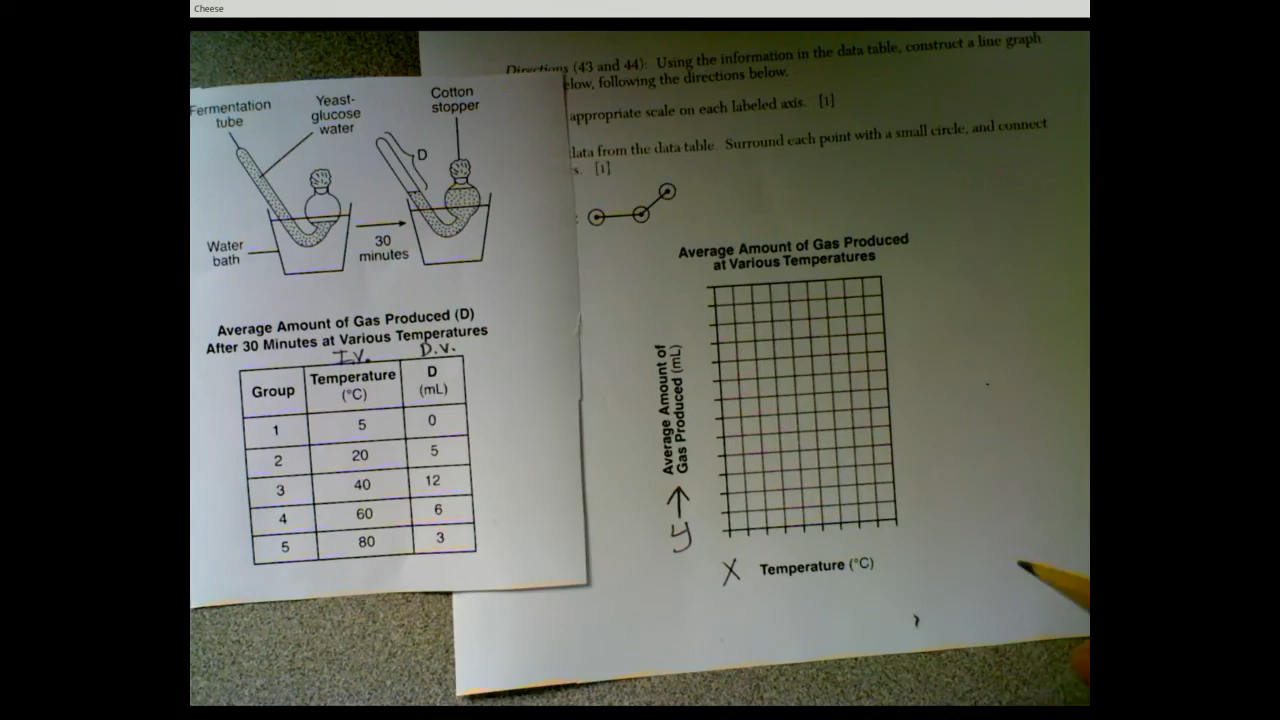 Cheese
Fermentation
tube
Yeast-
glucose
water
Cotton
stopper
D
Water
bath
30
minutes
Average Amount of Gas Produced (D)
After 30 Minutes at Various Temperatures
I.V. D.V.
Group Temperature (°C) D (mL)
1 5 0
2 20 5
3 40 12
4 60 6
5 80 3
Directions (43 and 44): Using the information in the data table, construct a line graph
elow, following the directions below.
appropriate scale on each labeled axis. [1]
data from the data table. Surround each point with a small circle, and connect
s. [1]
Average Amount of Gas Produced
at Various Temperatures
Average Amount of
Gas Produced (mL)
y
X Temperature (°C)